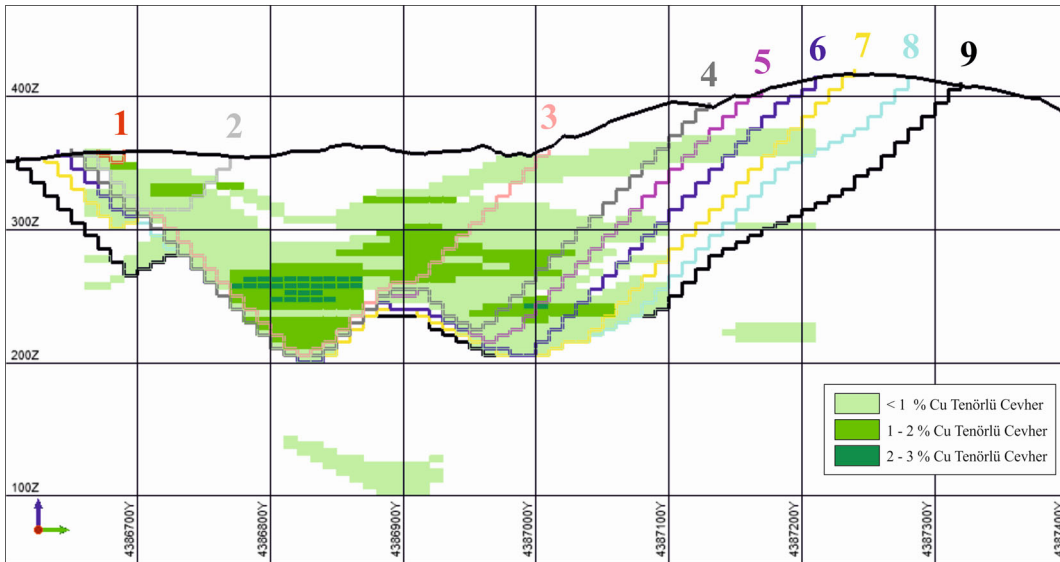 1
2
3
4
5
6
7
8
9
400Z
300Z
200Z
100Z
< 1 % Cu Tenörlü Cevher
1 - 2 % Cu Tenörlü Cevher
2 - 3 % Cu Tenörlü Cevher
4386700Y
4386800Y
4386900Y
4387000Y
4387100Y
4387200Y
4387300Y
4387400Y